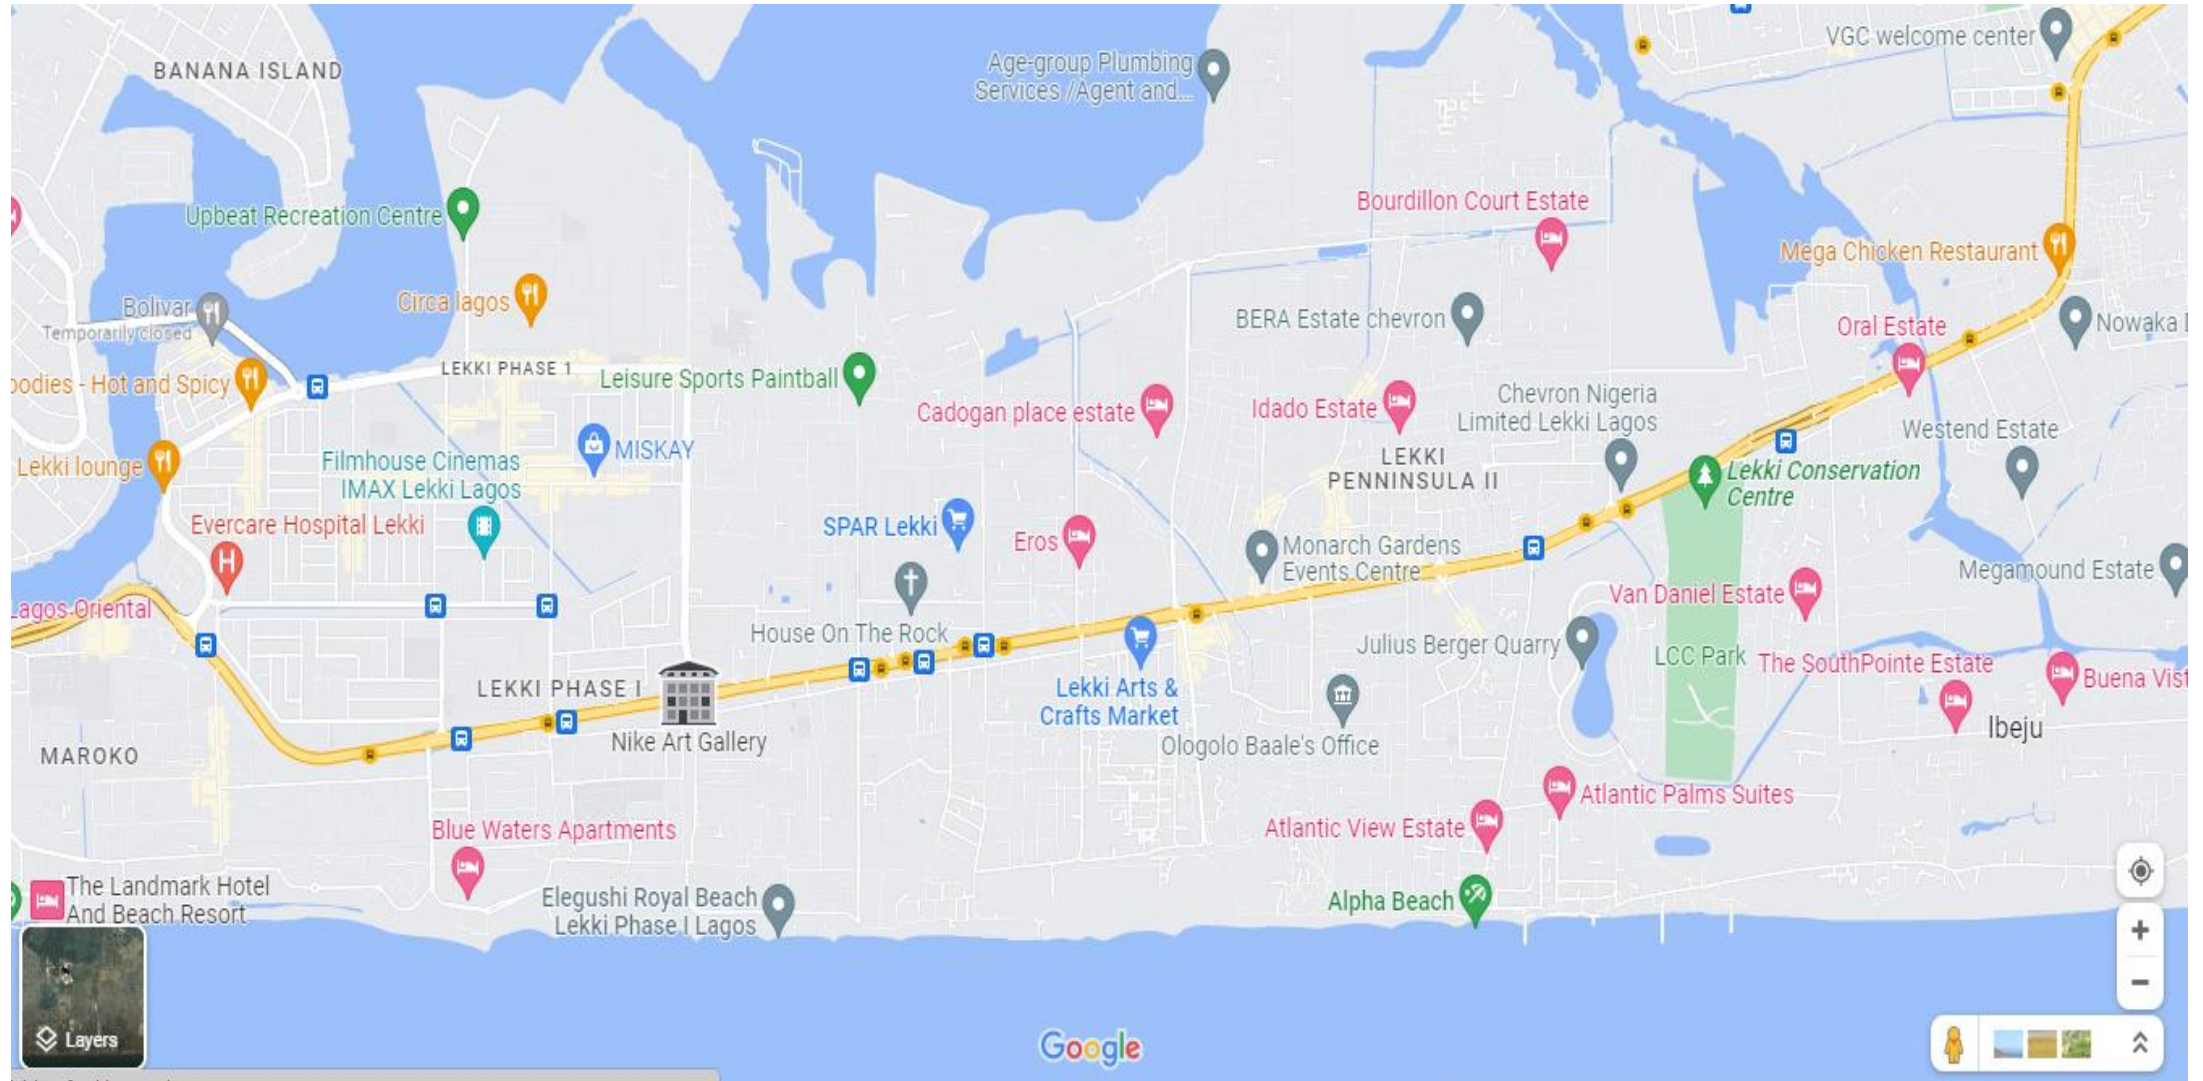 VGC welcome center
BANANA ISLAND
Age-group Plumbing
Services /Agent and...
Bourdillon Court Estate
Upbeat Recreation Centre
Mega Chicken Restaurant
Circa lagos
Bolivar
Temporarily closed
BERA Estate chevron
Oral Estate
Nowaka
LEKKI PHASE 1
Leisure Sports Paintball
oodies - Hot and Spicy
Cadogan place estate
Idado Estate
Chevron Nigeria
Limited Lekki Lagos
Westend Estate
MISKAY
Lekki lounge
Filmhouse Cinemas
IMAX Lekki Lagos
LEKKI
PENNINSULA II
Lekki Conservation
Centre
Evercare Hospital Lekki
SPAR Lekki
Eros
Monarch Gardens
Events Centre
Megamound Estate
Lagos Oriental
Van Daniel Estate
House On The Rock
Julius Berger Quarry
LCC Park
The SouthPointe Estate
Buena Vist
LEKKI PHASE I
Lekki Arts &
Crafts Market
Ibeju
Nike Art Gallery
Ologolo Baale's Office
MAROKO
Atlantic Palms Suites
Blue Waters Apartments
Atlantic View Estate
The Landmark Hotel
And Beach Resort
Elegushi Royal Beach
Lekki Phase I Lagos
Alpha Beach
Layers
Google